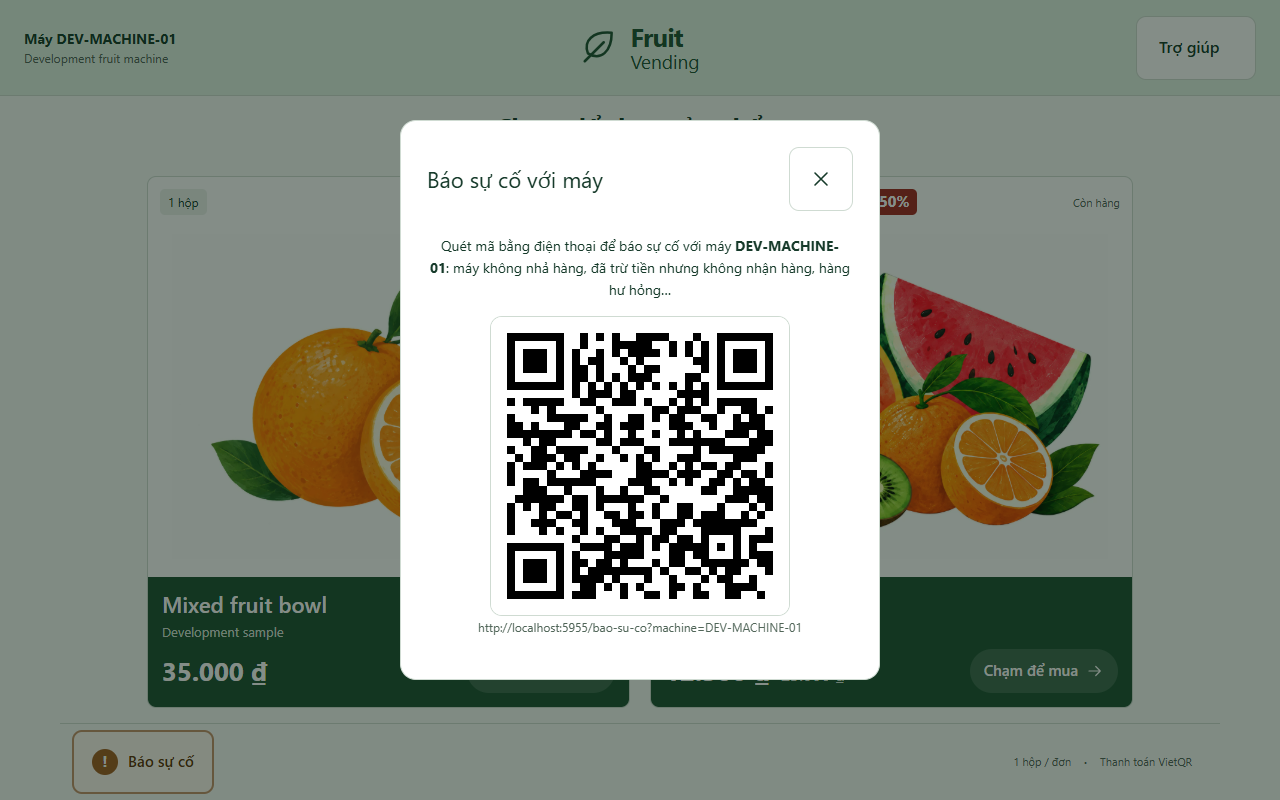 Máy DEV-MACHINE-01
Development fruit machine
Fruit
Vending
Trợ giúp
Báo sự cố với máy
Quét mã bằng điện thoại để báo sự cố với máy DEV-MACHINE-
01: máy không nhả hàng, đã trừ tiền nhưng không nhận hàng, hàng
hư hỏng...
http://localhost:5955/bao-su-co?machine=DEV-MACHINE-01
1 hộp
50%
Còn hàng
Mixed fruit bowl
Development sample
35.000 ₫
Chạm để mua →
! Báo sự cố
1 hộp / đơn • Thanh toán VietQR